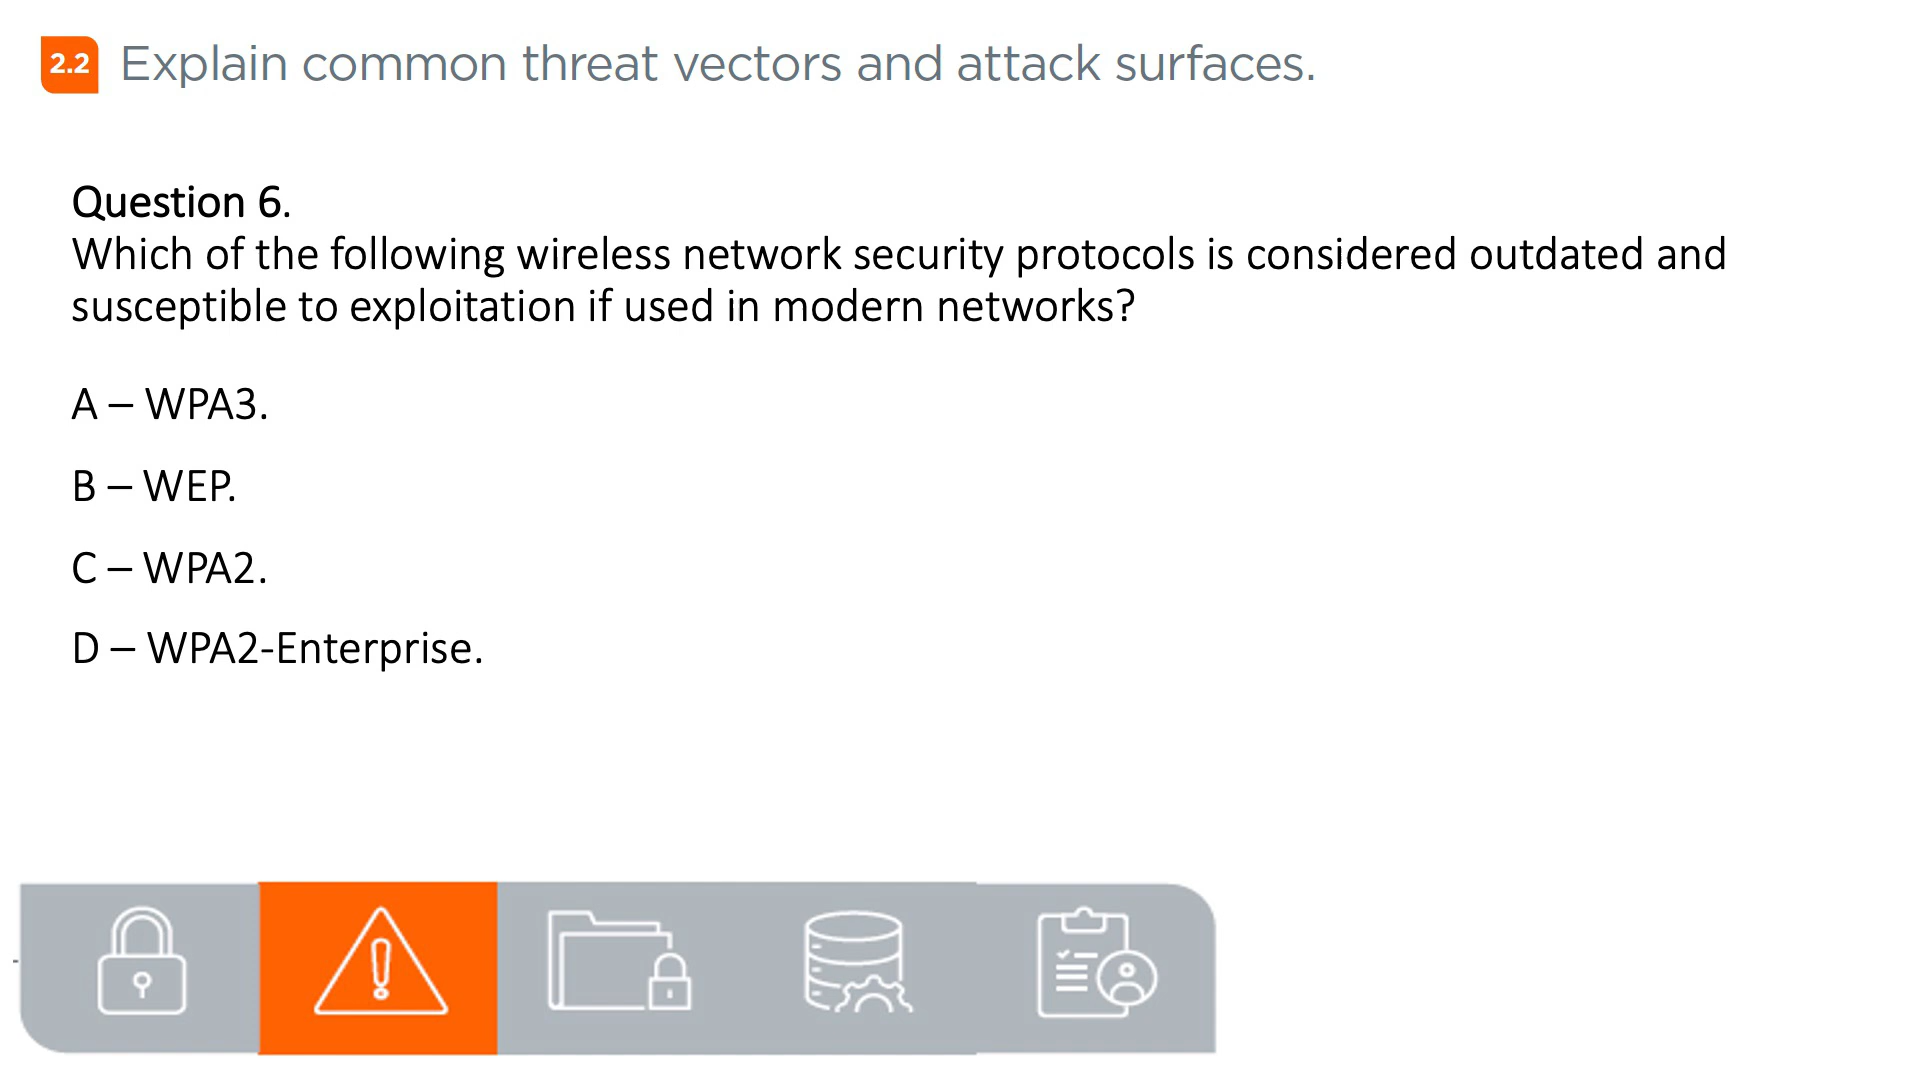 2.2 Explain common threat vectors and attack surfaces.
Question 6.
Which of the following wireless network security protocols is considered outdated and
susceptible to exploitation if used in modern networks?
A – WPA3.
B – WEP.
C – WPA2.
D – WPA2-Enterprise.